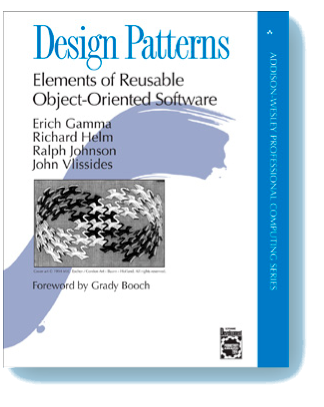 Design Patterns
Elements of Reusable
Object-Oriented Software
Erich Gamma
Richard Helm
Ralph Johnson
John Vlissides
Foreword by Grady Booch
ADDISON-WESLEY PROFESSIONAL COMPUTING SERIES